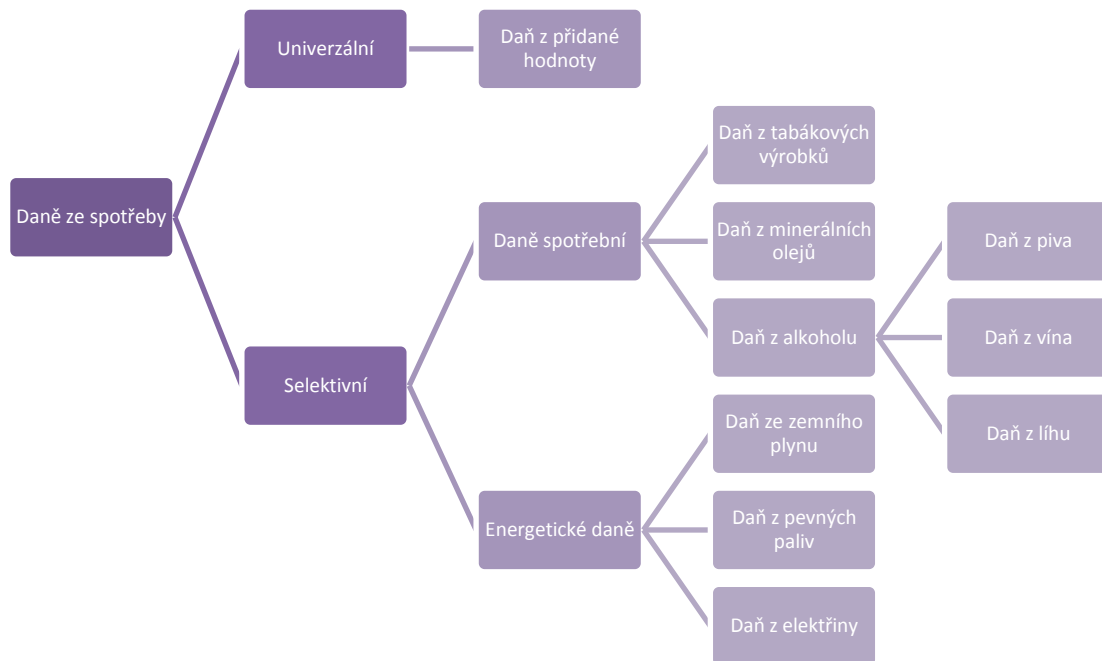 Daně ze spotřeby
Univerzální
Daň z přidané
hodnoty
Selektivní
Daně spotřební
Daň z tabákových
výrobků
Daň z minerálních
olejů
Daň z alkoholu
Daň z piva
Daň z vína
Daň z líhu
Energetické daně
Daň ze zemního
plynu
Daň z pevných
paliv
Daň z elektřiny